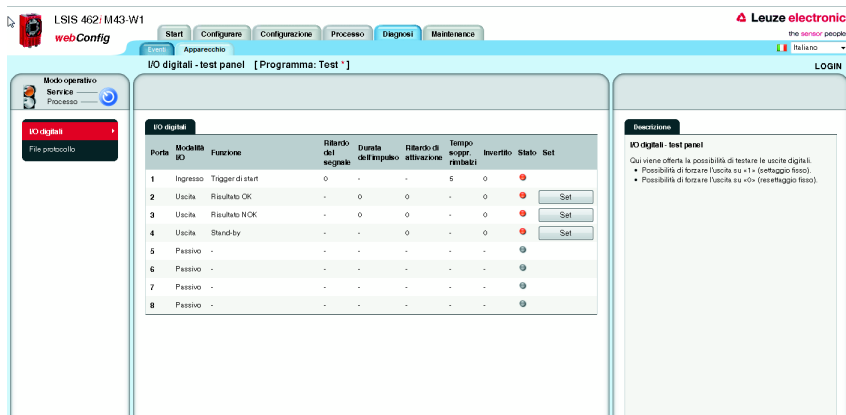 LSIS 462i M43-W1
webConfig
Start Configurare Configurazione Processo Diagnosi Maintenance
Leuze electronic
the sensor people
Eventi Apparecchio
Italiano
I/O digitali - test panel [ Programma: Test * ]
LOGIN
Modo operativo
Service
Processo
I/O digitali
File protocollo
I/O digitali
Porta Modalità I/O Funzione Ritardo del segnale Durata dell'impulso Ritardo di attivazione Tempo soppr. rimbalzi Invertito Stato Set
1 Ingresso Trigger di start 0 - - 5 0
2 Uscita Risultato OK - 0 0 - 0 Set
3 Uscita Risultato NOK - 0 0 - 0 Set
4 Uscita Stand-by - - 0 - 0 Set
5 Passivo - - - - - -
6 Passivo - - - - - -
7 Passivo - - - - - -
8 Passivo - - - - - -
Descrizione
I/O digitali - test panel
Qui viene offerta la possibilità di testare le uscite digitali.
• Possibilità di forzare l'uscita su «1» (settaggio fisso).
• Possibilità di forzare l'uscita su «0» (resettaggio fisso).